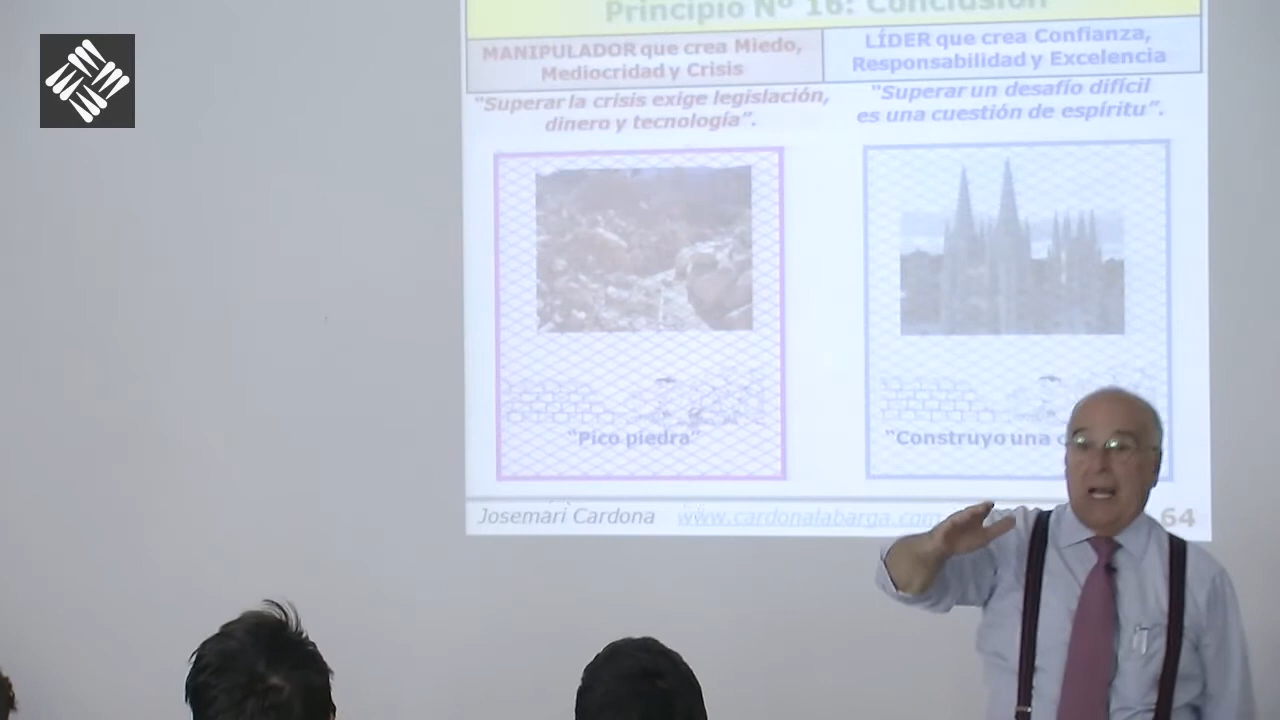 Principio Nº 16: Conclusión
MANIPULADOR que crea Miedo,
Mediocridad y Crisis
LÍDER que crea Confianza,
Responsabilidad y Excelencia
"Superar la crisis exige legislación,
dinero y tecnología".
"Superar un desafío difícil
es una cuestión de espíritu".
"Pico piedra"
"Construyo una
Josemari Cardona www.cardonalabarga.com 64